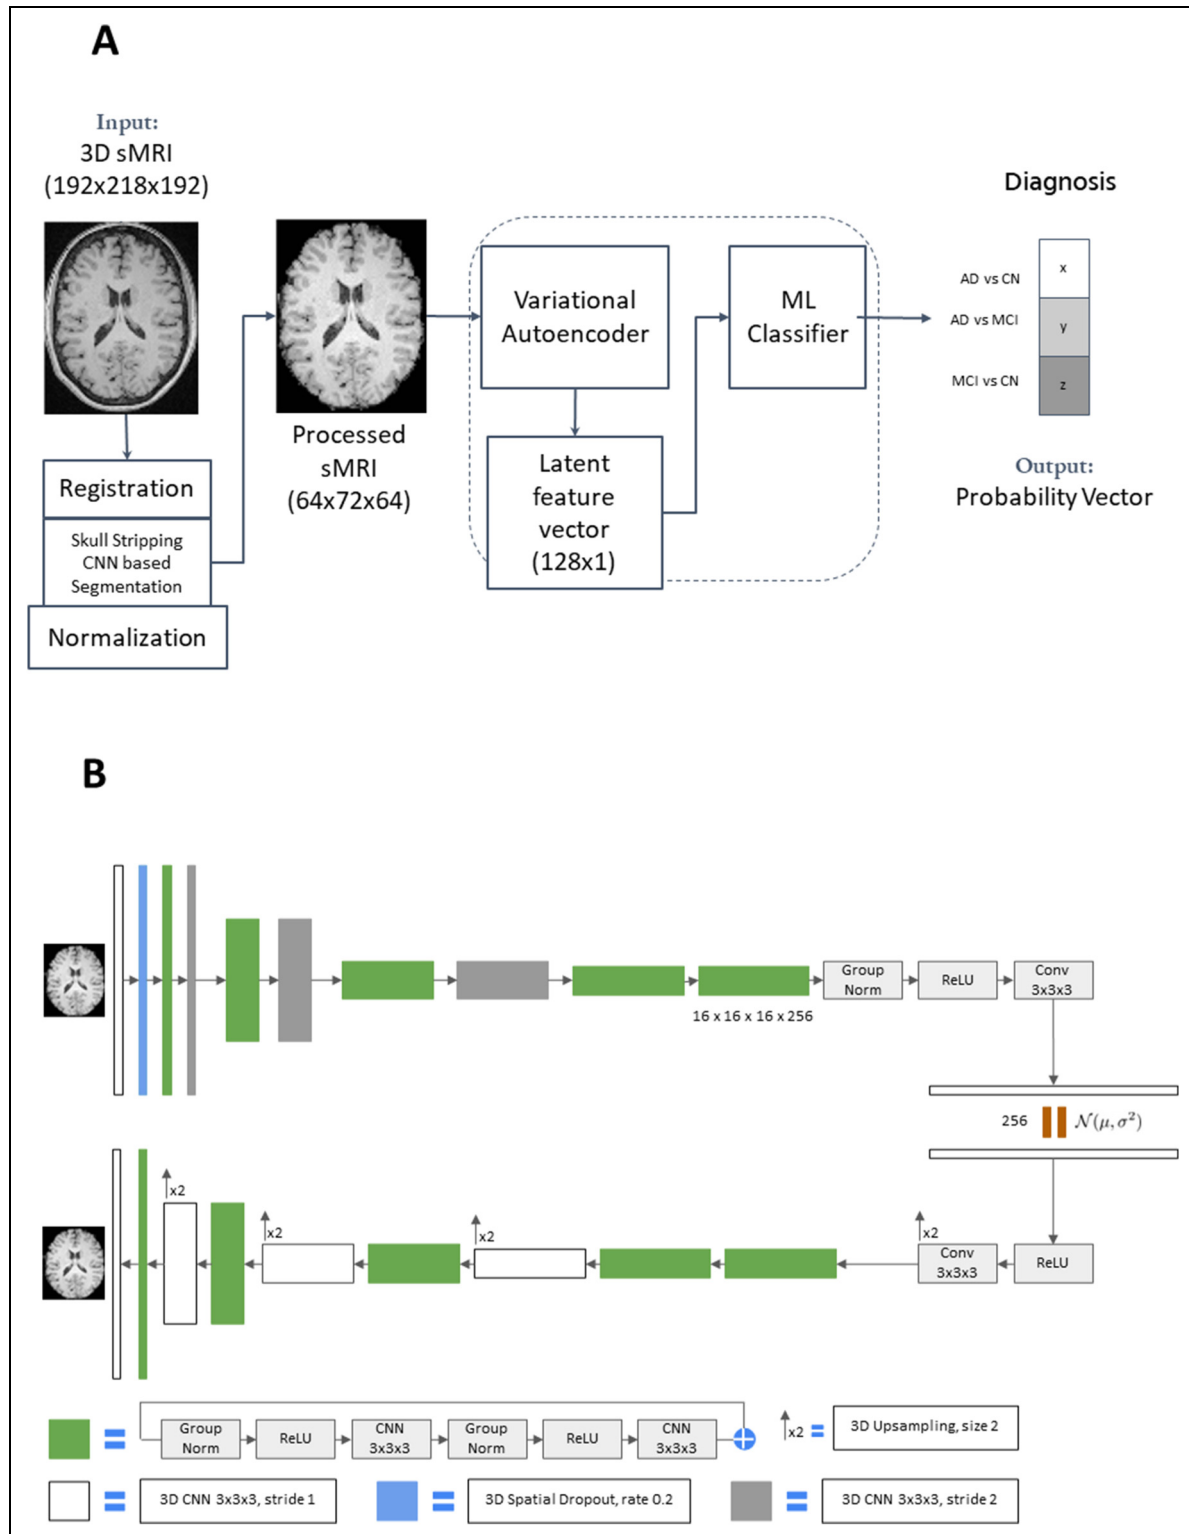 A
Input:
3D sMRI
(192x218x192)
Diagnosis
Variational
Autoencoder
ML
Classifier
AD vs CN
x
AD vs MCI
y
MCI vs CN
z
Processed
sMRI
(64x72x64)
Latent
feature
vector
(128x1)
Output:
Probability Vector
Registration
Skull Stripping
CNN based
Segmentation
Normalization
B
Group
Norm
ReLU
Conv
3x3x3
16 x 16 x 16 x 256
256
N(μ, σ²)
x2
x2
x2
x2
Conv
3x3x3
ReLU
Group
Norm
ReLU
CNN
3x3x3
Group
Norm
ReLU
CNN
3x3x3
x2
3D Upsampling, size 2
3D CNN 3x3x3, stride 1
3D Spatial Dropout, rate 0.2
3D CNN 3x3x3, stride 2